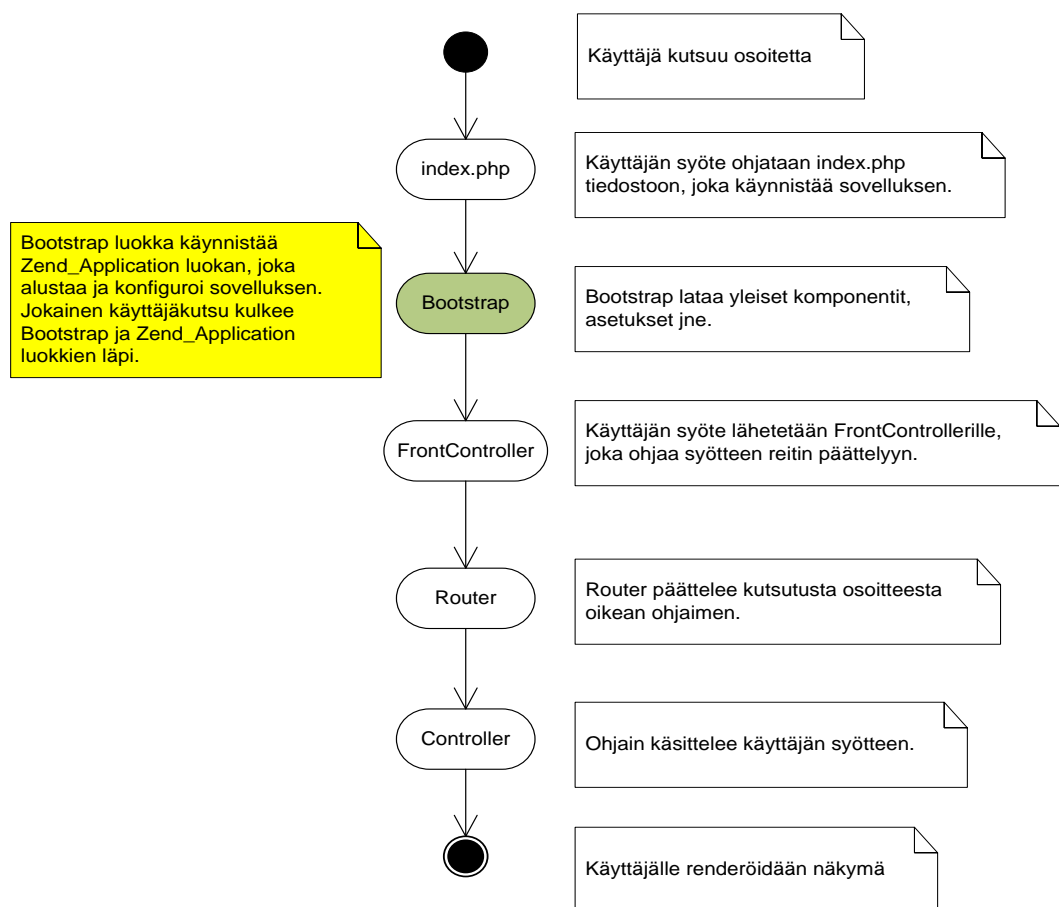 Käyttäjä kutsuu osoitetta
index.php
Käyttäjän syöte ohjataan index.php
tiedostoon, joka käynnistää sovelluksen.
Bootstrap luokka käynnistää
Zend_Application luokan, joka
alustaa ja konfiguroi sovelluksen.
Jokainen käyttäjäkutsu kulkee
Bootstrap ja Zend_Application
luokkien läpi.
Bootstrap
Bootstrap lataa yleiset komponentit,
asetukset jne.
FrontController
Käyttäjän syöte lähetetään FrontControllerille,
joka ohjaa syötteen reitin päättelyyn.
Router
Router päättelee kutsutusta osoitteesta
oikean ohjaimen.
Controller
Ohjain käsittelee käyttäjän syötteen.
Käyttäjälle renderöidään näkymä